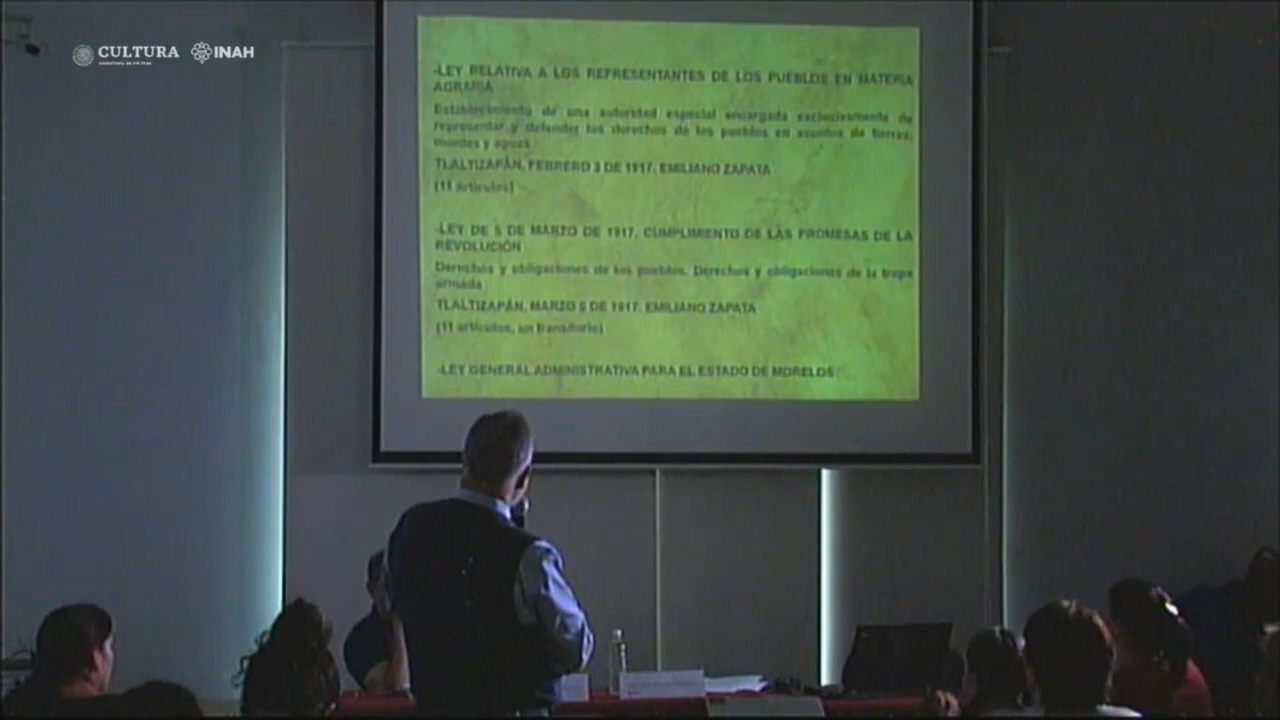 CULTURA
SECRETARÍA DE CULTURA
INAH
-LEY RELATIVA A LOS REPRESENTANTES DE LOS PUEBLOS EN MATERIA
AGRARIA
Establecimiento de una autoridad especial encargada exclusivamente de
representar y defender los derechos de los pueblos en asuntos de tierras,
montes y aguas
TLALTIZAPÁN, FEBRERO 3 DE 1917. EMILIANO ZAPATA
(11 artículos)
-LEY DE 5 DE MARZO DE 1917. CUMPLIMIENTO DE LAS PROMESAS DE LA
REVOLUCIÓN
Derechos y obligaciones de los pueblos. Derechos y obligaciones de la tropa
armada
TLALTIZAPÁN, MARZO 5 DE 1917. EMILIANO ZAPATA
(11 artículos, un transitorio)
-LEY GENERAL ADMINISTRATIVA PARA EL ESTADO DE MORELOS